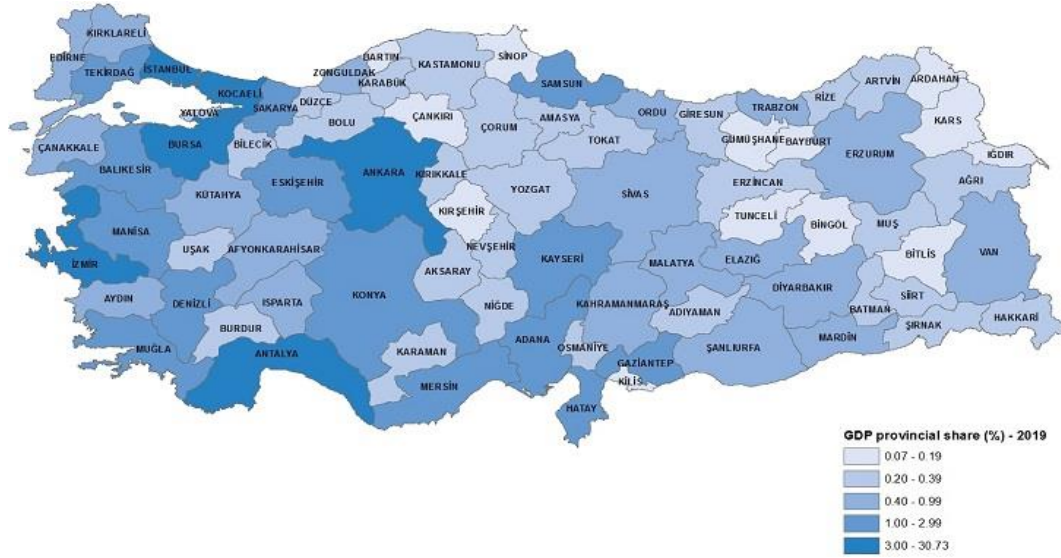 KIRKLARELİ
EDİRNE
TEKİRDAĞ
İSTANBUL
KOCAELİ
YALOVA
SAKARYA
DÜZCE
ZONGULDAK
BARTIN
KARABÜK
KASTAMONU
SİNOP
SAMSUN
ORDU
GİRESUN
TRABZON
RİZE
ARTVİN
ARDAHAN
KARS
IĞDIR
AĞRI
ERZURUM
BAYBURT
GÜMÜŞHANE
ERZİNCAN
TOKAT
AMASYA
ÇORUM
ÇANKIRI
BOLU
BİLECİK
BURSA
ÇANAKKALE
BALIKESİR
KÜTAHYA
ESKİŞEHİR
ANKARA
KIRIKKALE
KIRŞEHİR
YOZGAT
SİVAS
TUNCELİ
BİNGÖL
MUŞ
BİTLİS
VAN
HAKKARİ
ŞIRNAK
SİİRT
BATMAN
DİYARBAKIR
ELAZIĞ
MALATYA
KAYSERİ
NEVŞEHİR
AKSARAY
NİĞDE
KONYA
AFYONKARAHİSAR
UŞAK
MANİSA
İZMİR
AYDIN
DENİZLİ
ISPARTA
BURDUR
MUĞLA
ANTALYA
KARAMAN
MERSİN
ADANA
OSMANİYE
KAHRAMANMARAŞ
ADIYAMAN
GAZİANTEP
KİLİS
HATAY
ŞANLIURFA
MARDİN
GDP provincial share (%) - 2019
0.07 - 0.19
0.20 - 0.39
0.40 - 0.99
1.00 - 2.99
3.00 - 30.73